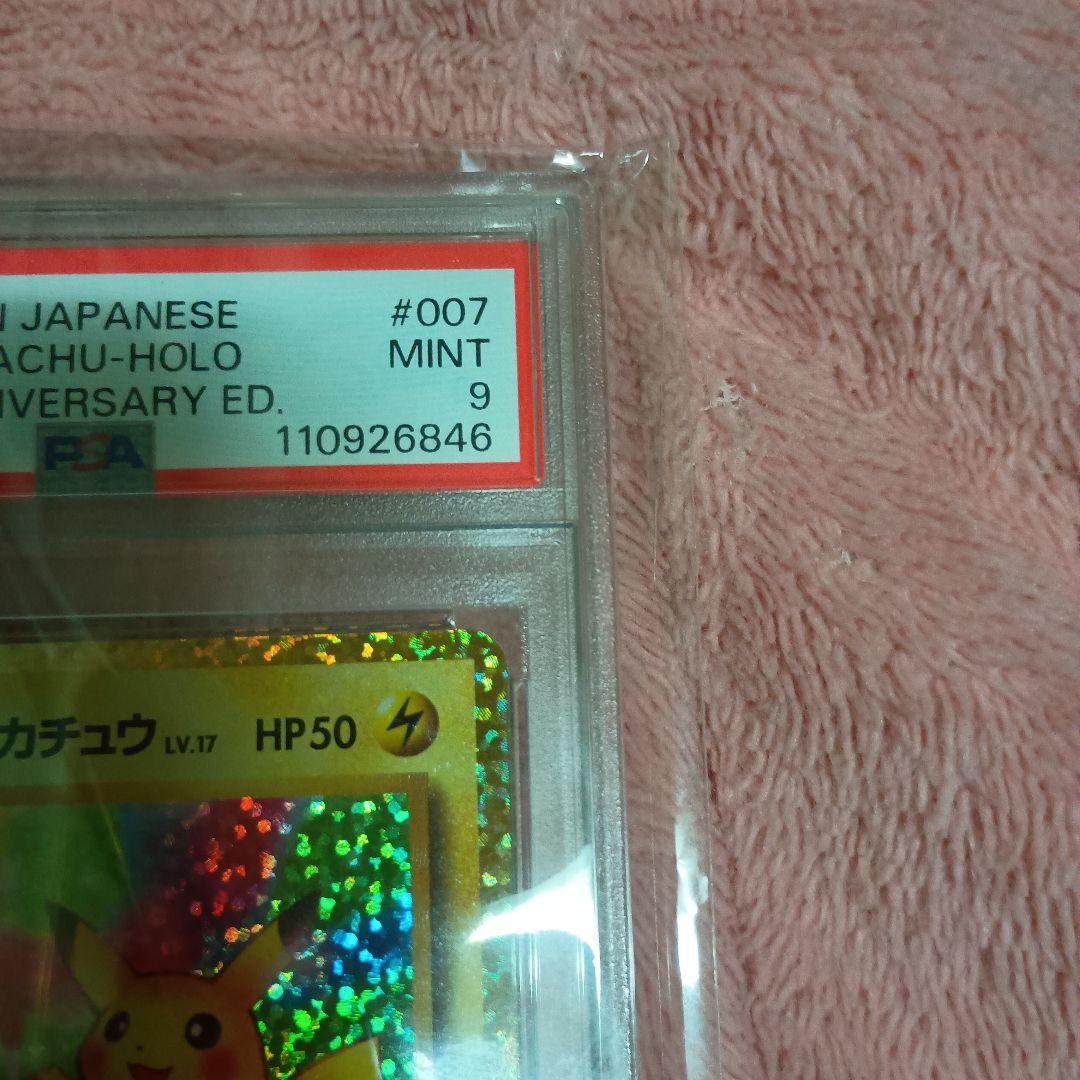 JAPANESE #007
ACHU-HOLO MINT
IVERSARY ED. 9
110926846
PSA
カチュウ LV.17 HP50